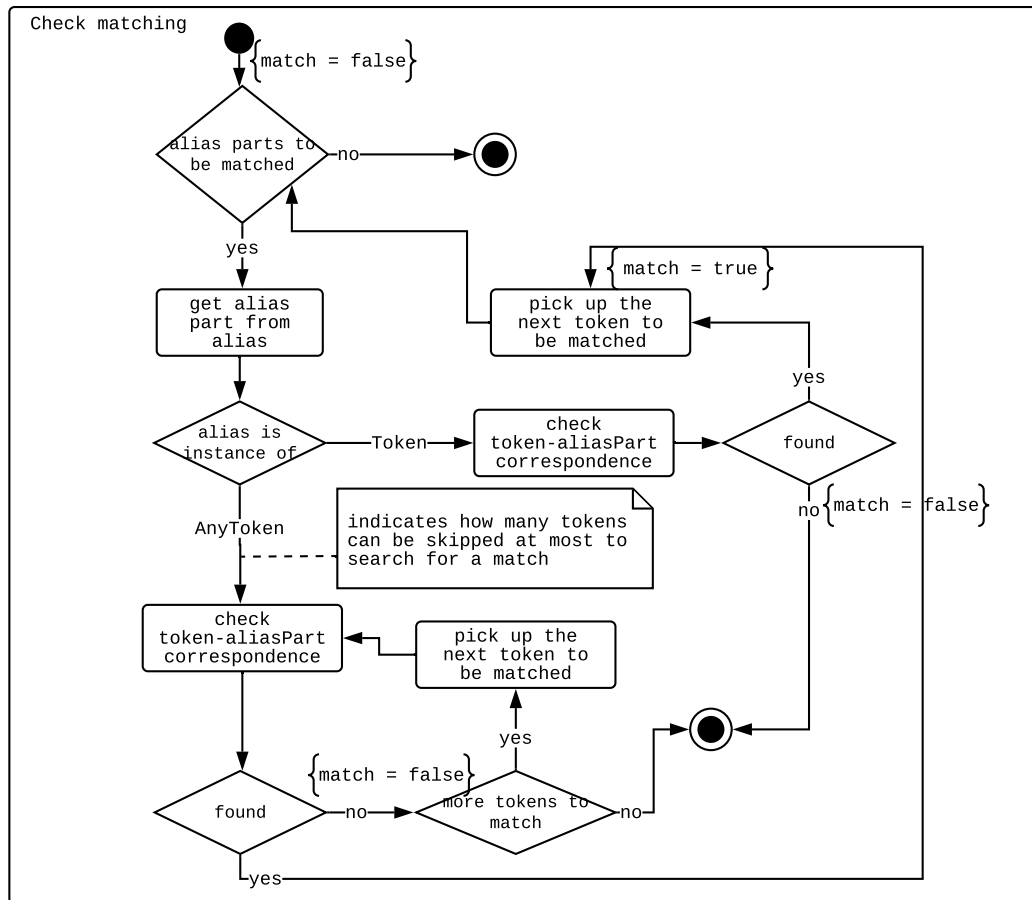 Check matching
{match = false}
alias parts to
be matched
no
yes
{match = true}
get alias
part from
alias
pick up the
next token to
be matched
yes
alias is
instance of
Token
check
token-aliasPart
correspondence
found
no
{match = false}
AnyToken
indicates how many tokens
can be skipped at most to
search for a match
check
token-aliasPart
correspondence
pick up the
next token to
be matched
yes
{match = false}
found
no
more tokens to
match
no
yes